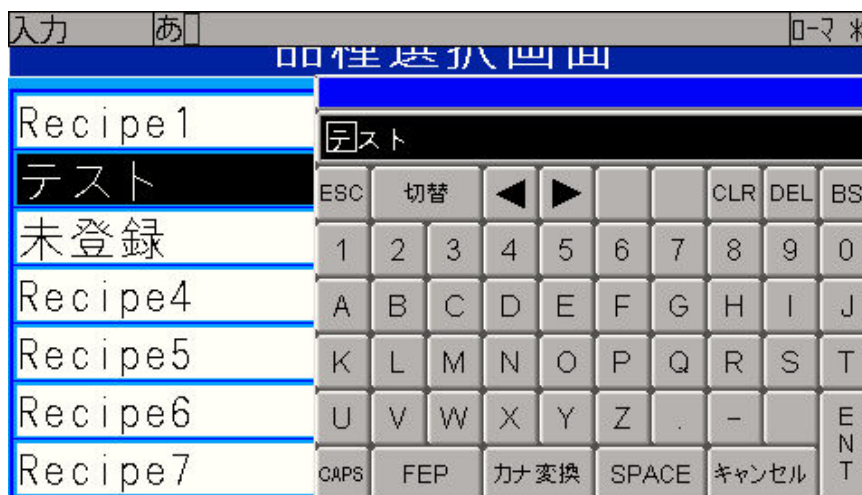 入力 あ ローマ
品種選択画面
Recipe1
テスト
未登録
Recipe4
Recipe5
Recipe6
Recipe7
テスト
ESC 切替 ◀ ▶ CLR DEL BS
1 2 3 4 5 6 7 8 9 0
A B C D E F G H I J
K L M N O P Q R S T
U V W X Y Z . - ENT
CAPS FEP カナ変換 SPACE キャンセル